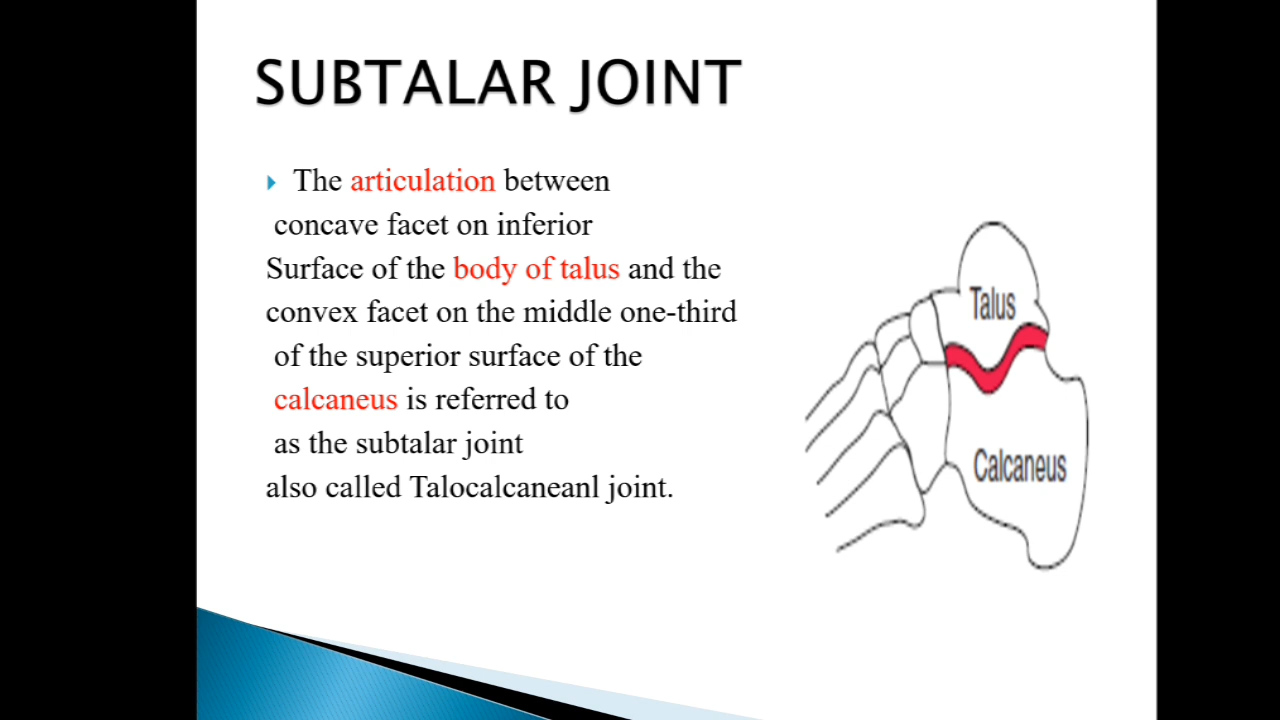 SUBTALAR JOINT
The articulation between
concave facet on inferior
Surface of the body of talus and the
convex facet on the middle one-third
of the superior surface of the
calcaneus is referred to
as the subtalar joint
also called Talocalcaneanl joint.
Talus
Calcaneus